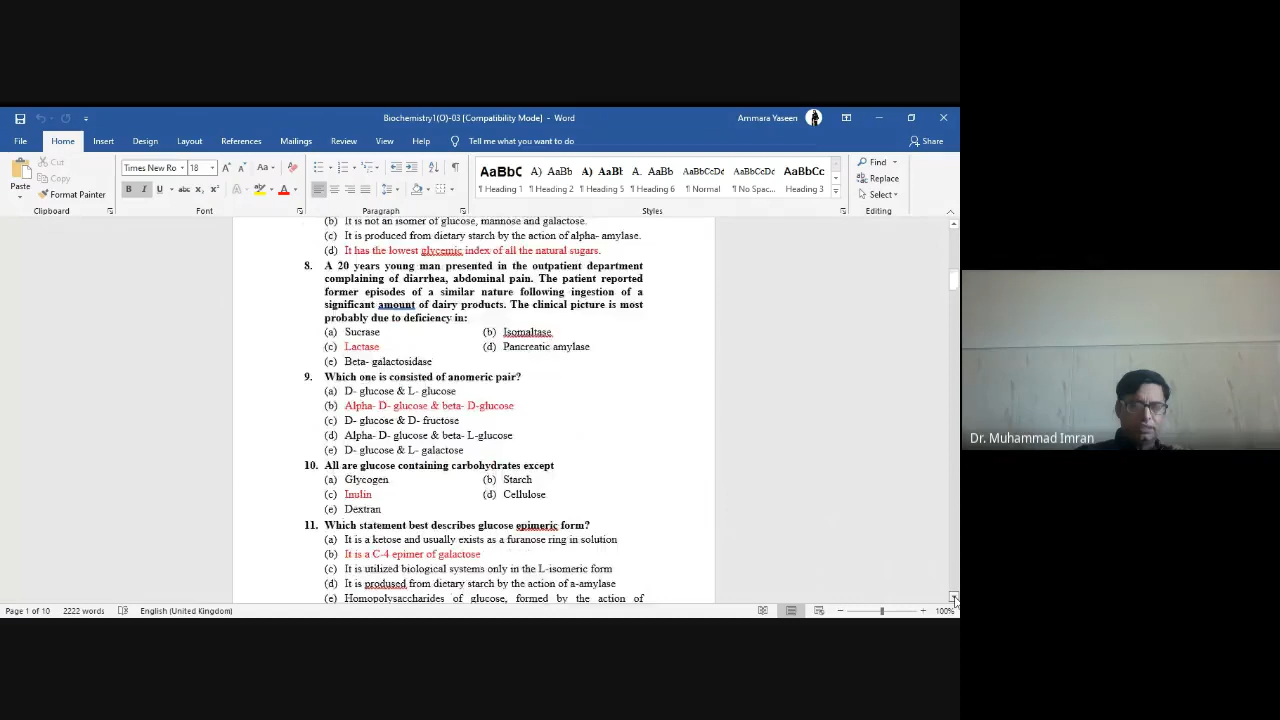 Biochemistry1(O)-03 [Compatibility Mode] - Word
Ammara Yaseen
File Home Insert Design Layout References Mailings Review View Help Tell me what you want to do Share
Paste
Cut
Copy
Format Painter
Clipboard
Times New Ro 18
Font
Paragraph
AaBbC A) AaBb A) AaBb A. AaBb AaBbCcDd AaBbCcDd AaBbCc
¶ Heading 1 ¶ Heading 2 ¶ Heading 5 ¶ Heading 6 ¶ Normal ¶ No Spac... Heading 3
Styles
Find
Replace
Select
Editing
(b) It is not an isomer of glucose, mannose and galactose.
(c) It is produced from dietary starch by the action of alpha- amylase.
(d) It has the lowest glycemic index of all the natural sugars.
8. A 20 years young man presented in the outpatient department
complaining of diarrhea, abdominal pain. The patient reported
former episodes of a similar nature following ingestion of a
significant amount of dairy products. The clinical picture is most
probably due to deficiency in:
(a) Sucrase (b) Isomaltase
(c) Lactase (d) Pancreatic amylase
(e) Beta- galactosidase
9. Which one is consisted of anomeric pair?
(a) D- glucose & L- glucose
(b) Alpha- D- glucose & beta- D-glucose
(c) D- glucose & D- fructose
(d) Alpha- D- glucose & beta- L-glucose
(e) D- glucose & L- galactose
10. All are glucose containing carbohydrates except
(a) Glycogen (b) Starch
(c) Inulin (d) Cellulose
(e) Dextran
11. Which statement best describes glucose epimeric form?
(a) It is a ketose and usually exists as a furanose ring in solution
(b) It is a C-4 epimer of galactose
(c) It is utilized biological systems only in the L-isomeric form
(d) It is prodused from dietary starch by the action of a-amylase
(e) Homopolysaccharides of glucose, formed by the action of
Page 1 of 10 2222 words English (United Kingdom) 100%
Dr. Muhammad Imran